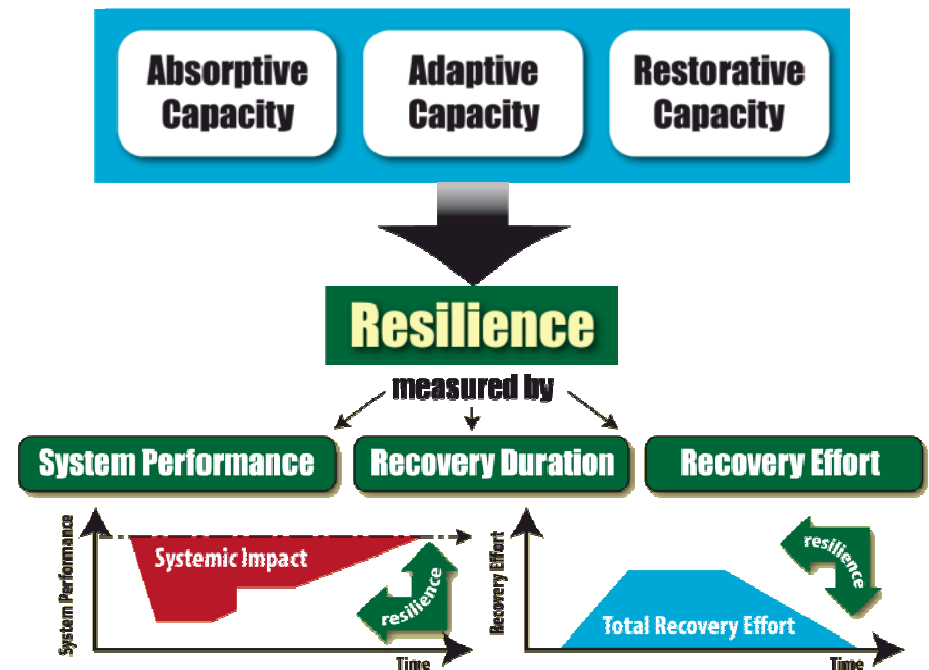 Absorptive
Capacity
Adaptive
Capacity
Restorative
Capacity
Resilience
measured by
System Performance
Recovery Duration
Recovery Effort
System Performance
Systemic Impact
resilience
Time
Recovery Effort
resilience
Total Recovery Effort
Time